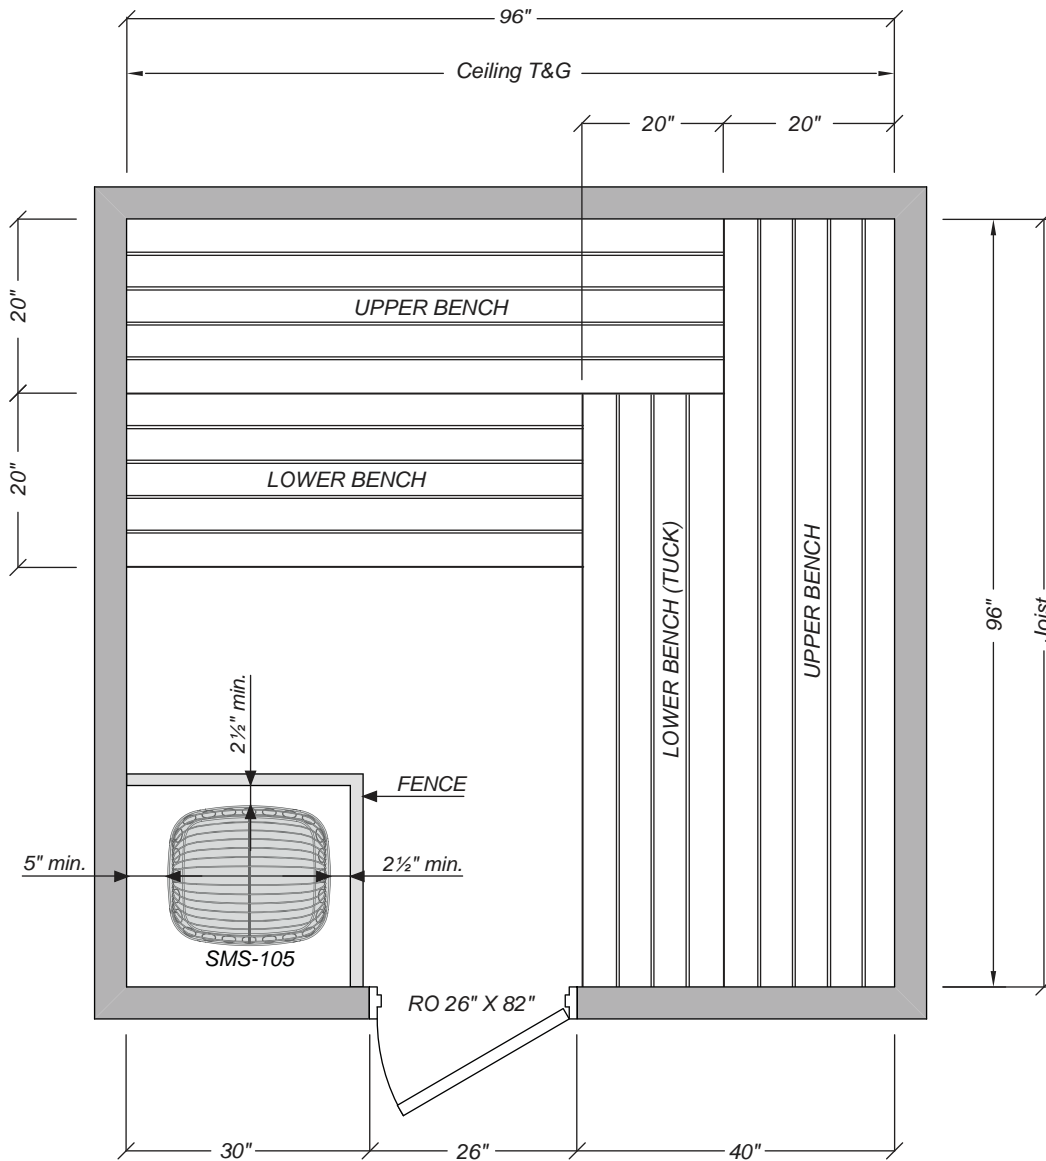 96"
Ceiling T&G
20"
20"
20"
UPPER BENCH
20"
LOWER BENCH
LOWER BENCH (TUCK)
UPPER BENCH
96"
Joist
2½" min.
FENCE
5" min.
2½" min.
SMS-105
RO 26" X 82"
30"
26"
40"